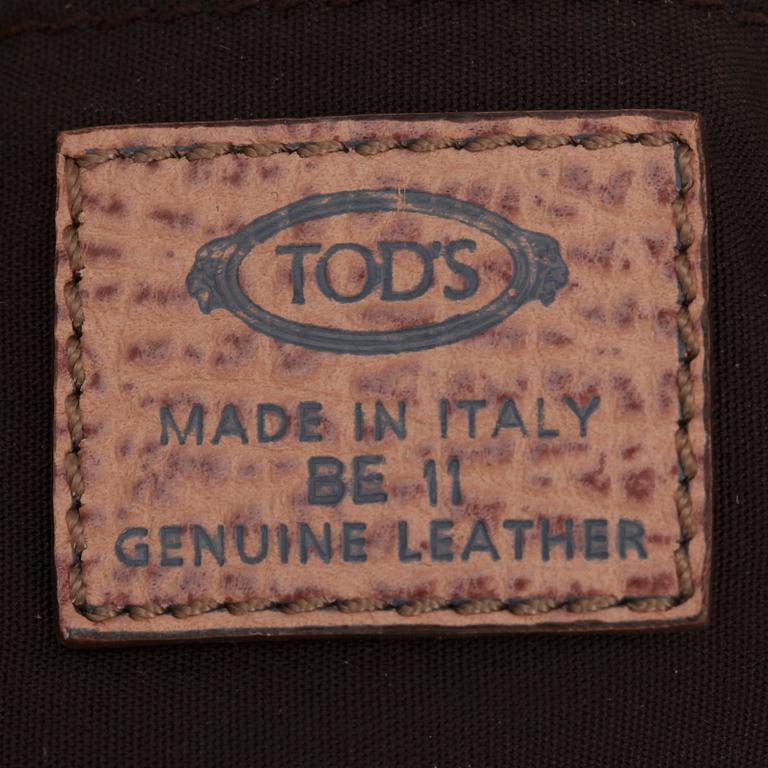 TOD'S
MADE IN ITALY
BE 11
GENUINE LEATHER